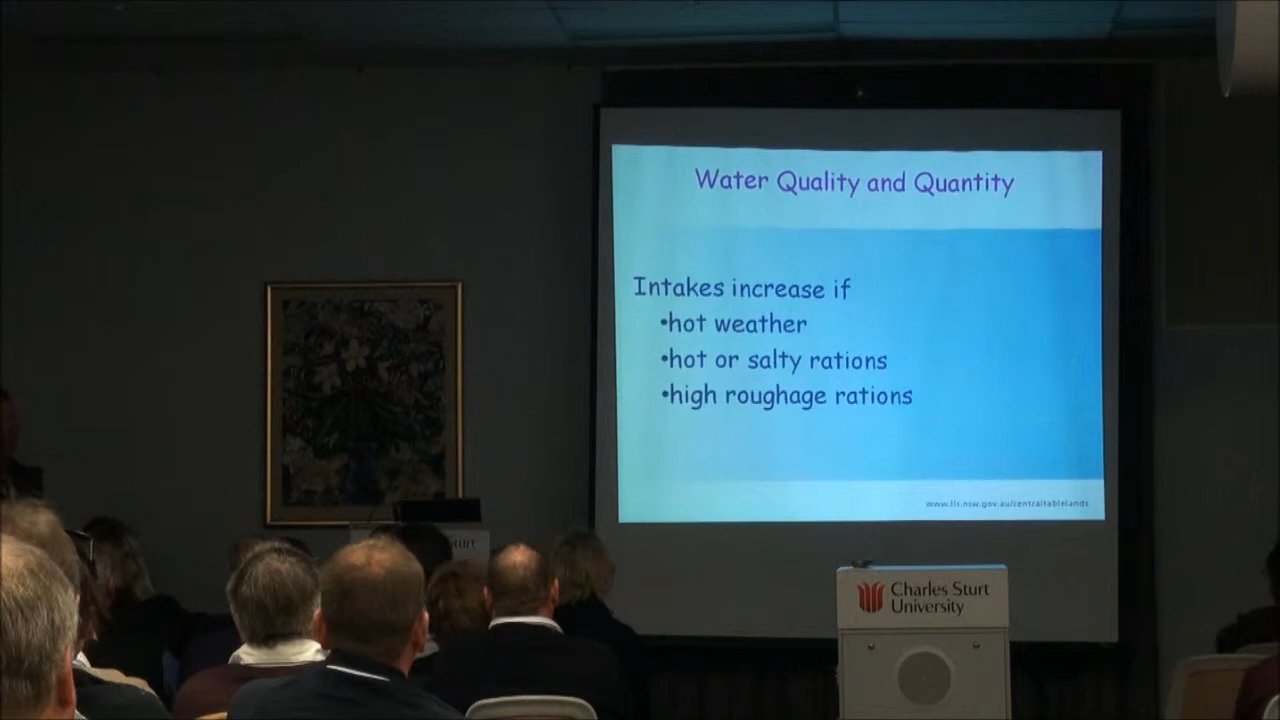 Water Quality and Quantity
Intakes increase if
•hot weather
•hot or salty rations
•high roughage rations
www.lls.nsw.gov.au/centraltablelands
Sturt
Charles Sturt
University